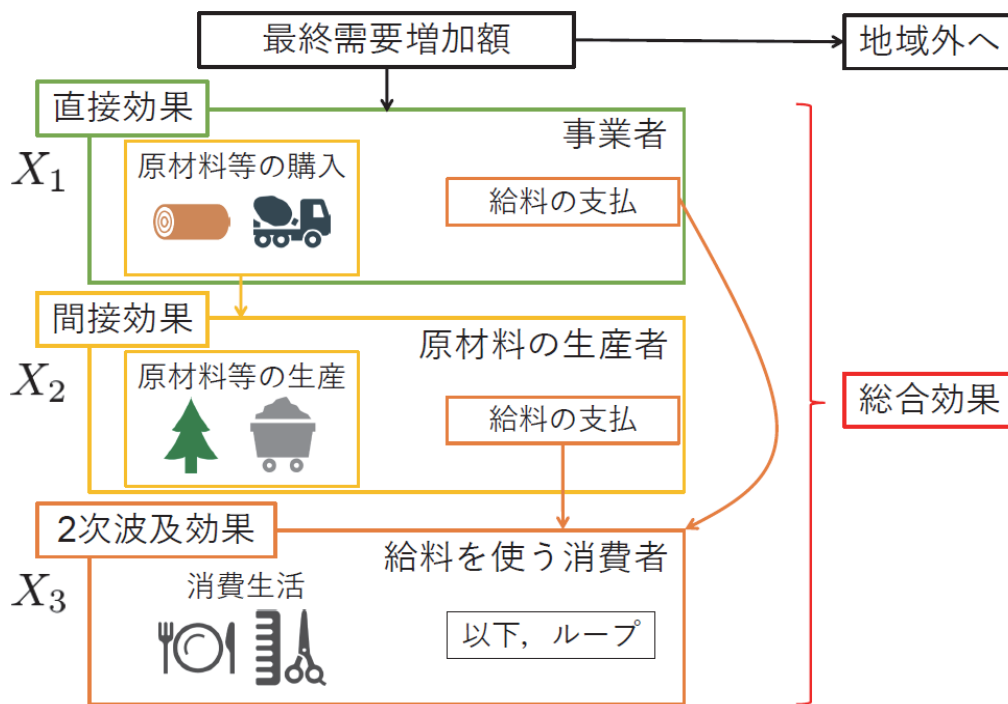 最終需要増加額
地域外へ
直接効果
X₁
事業者
原材料等の購入
給料の支払
間接効果
X₂
原材料の生産者
原材料等の生産
給料の支払
総合効果
2次波及効果
X₃
給料を使う消費者
消費生活
以下，ループ